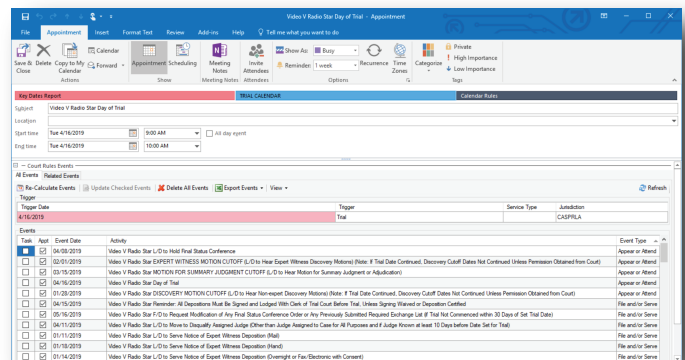 Video V Radio Star Day of Trial - Appointment
File Appointment Insert Format Text Review Add-ins Help Tell me what you want to do
Save & Close
Delete
Copy to My Calendar
Calendar
Forward
Actions
Appointment
Scheduling
Show
Meeting Notes
Meeting Notes
Invite Attendees
Attendees
Show As: Busy
Reminder: 1 week
Recurrence
Time Zones
Options
Categorize
Private
High Importance
Low Importance
Tags
Key Dates Report TRIAL CALENDAR Calendar Rules
Subject Video V Radio Star Day of Trial
Location
Start time Tue 4/16/2019 9:00 AM All day event
End time Tue 4/16/2019 10:00 AM
Court Rules Events
All Events Related Events
Re-Calculate Events Update Checked Events Delete All Events Export Events View Refresh
Trigger
Trigger Date Trigger Service Type Jurisdiction
4/16/2019 Trial CASPRLA
Events
Task Appt Event Date Activity Event Type
04/08/2019 Video V Radio Star L/D to Hold Final Status Conference Appear or Attend
02/01/2019 Video V Radio Star EXPERT WITNESS MOTION CUTOFF (L/D to Hear Expert Witness Discovery Motions) (Note: If Trial Date Continued, Discovery Cutoff Dates Not Continued Unless Permission Obtained from Court) Appear or Attend
03/15/2019 Video V Radio Star MOTION FOR SUMMARY JUDGMENT CUTOFF (L/D to Hear Motion for Summary Judgment or Adjudication) Appear or Attend
04/16/2019 Video V Radio Star Day of Trial Appear or Attend
01/28/2019 Video V Radio Star DISCOVERY MOTION CUTOFF (L/D to Hear Non-expert Discovery Motions) (Note: If Trial Date Continued, Discovery Cutoff Dates Not Continued Unless Permission Obtained from Court) Appear or Attend
04/15/2019 Video V Radio Star Reminder: All Depositions Must Be Signed and Lodged With Clerk of Trial Court Before Trial, Unless Signing Waived or Deposition Certified File and/or Serve
05/16/2019 Video V Radio Star F/D to Request Modification of Any Final Status Conference Order or Any Previously Submitted Required Exchange List (If Trial Not Commenced within 30 Days of Set Trial Date) File and/or Serve
04/11/2019 Video V Radio Star L/D to Move to Disqualify Assigned Judge (Other than Judge Assigned to Case for All Purposes and if Judge Known at least 10 Days before Date Set for Trial) File and/or Serve
01/11/2019 Video V Radio Star L/D to Serve Notice of Expert Witness Deposition (Mail) File and/or Serve
01/18/2019 Video V Radio Star L/D to Serve Notice of Expert Witness Deposition (Hand) File and/or Serve
01/14/2019 Video V Radio Star L/D to Serve Notice of Expert Witness Deposition (Overnight or Fax/Electronic with Consent) File and/or Serve